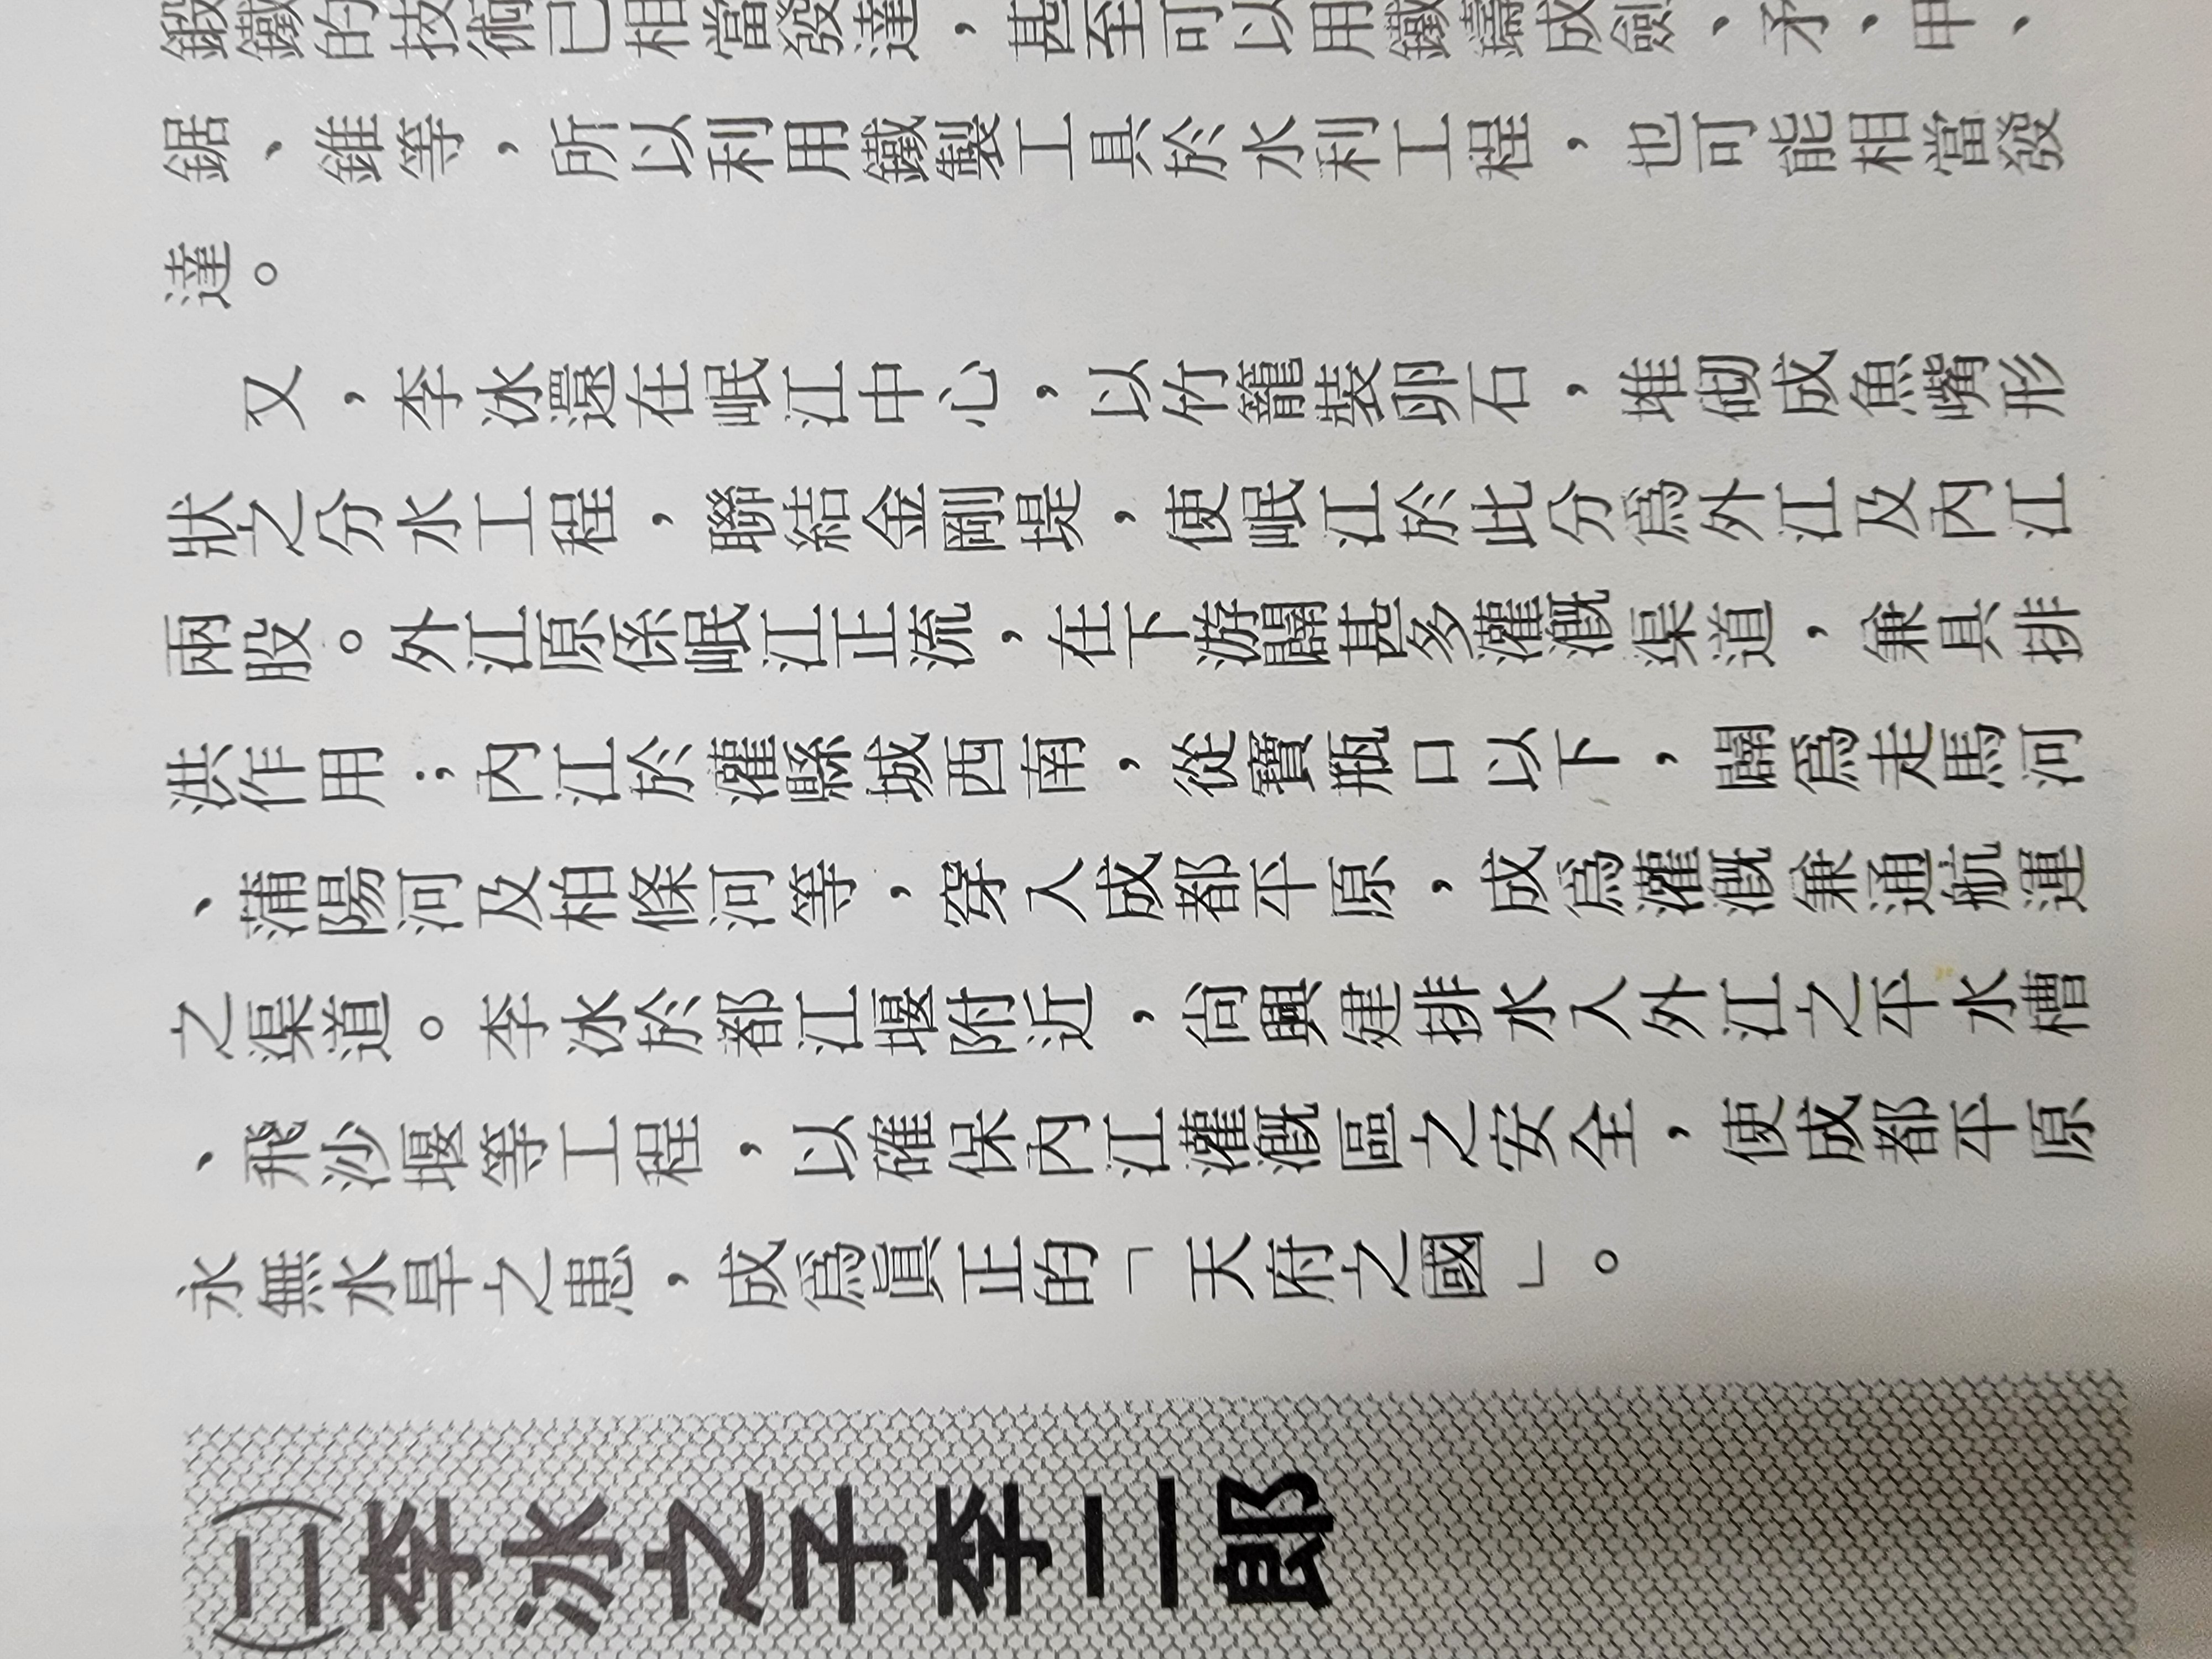 鍛鐵的技術已相當發達，甚至可以用鐵鑄成劍、矛、甲、
鋸、錐等，所以利用鐵製工具於水利工程，也可能相當發
達。
又，李冰還在岷江中心，以竹籠裝卵石，堆砌成魚嘴形
狀之分水工程，聯結金剛堤，使岷江於此分爲外江及內江
兩股。外江原係岷江正流，在下游闢甚多灌溉渠道，兼具排
洪作用；內江於灌縣城西南，從寶瓶口以下，闢爲走馬河
、蒲陽河及柏條河等，穿入成都平原，成爲灌溉兼通航運
之渠道。李冰於都江堰附近，尚興建排水入外江之平水槽
、飛沙堰等工程，以確保內江灌溉區之安全，使成都平原
永無水旱之患，成爲眞正的「天府之國」。
㈡李冰之子李二郎